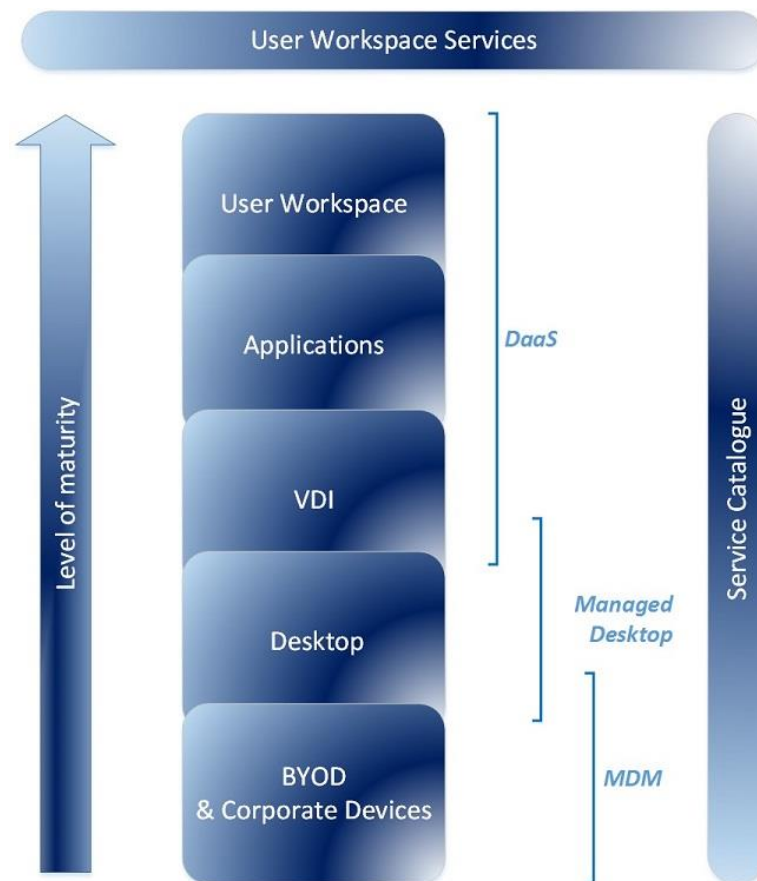 User Workspace Services
User Workspace
Applications
DaaS
Level of maturity
VDI
Service Catalogue
Managed
Desktop
Desktop
BYOD
& Corporate Devices
MDM